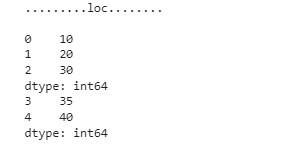 .........loc........
0    10
1    20
2    30
dtype: int64
3    35
4    40
dtype: int64